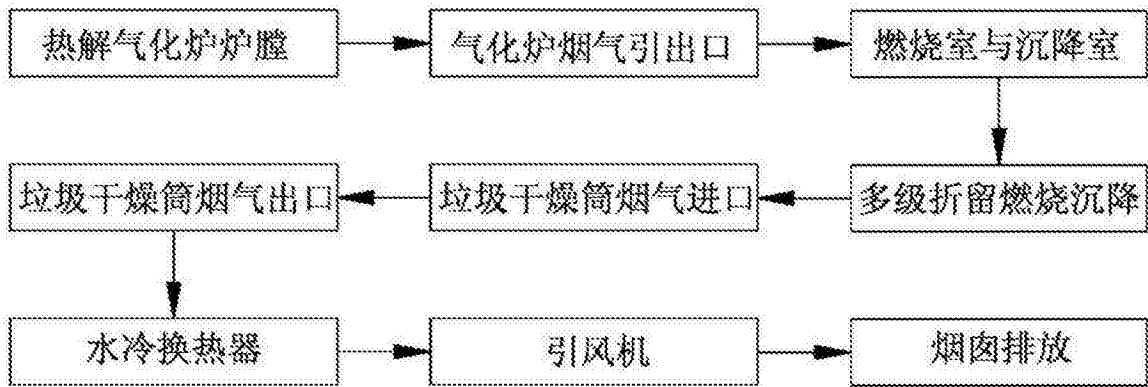 热解气化炉炉膛
气化炉烟气引出口
燃烧室与沉降室
多级折留燃烧沉降
垃圾干燥筒烟气进口
垃圾干燥筒烟气出口
水冷换热器
引风机
烟囱排放